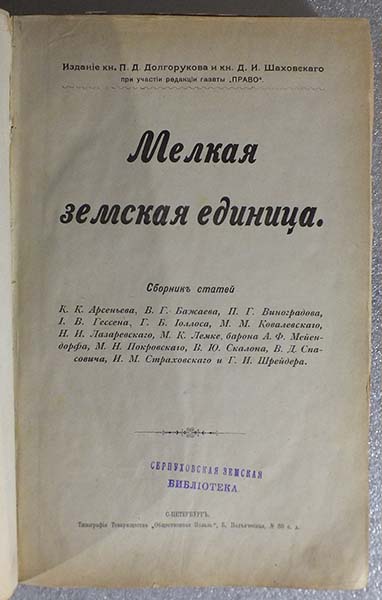 Изданіе кн. П. Д. Долгорукова и кн. Д. И. Шаховскаго
при участіи редакціи газеты „ПРАВО“.
Мелкая
земская единица.
Сборникъ статей
К. К. Арсеньева, В. Г. Бажаева, П. Г. Виноградова,
І. В. Гессена, Г. Б. Іоллоса, М. М. Ковалевскаго,
Н. И. Лазаревскаго, М. К. Лемке, барона А. Ф. Мейен-
дорфа, М. Н. Покровскаго, В. Ю. Скалона, В. Д. Спа-
совича, И. М. Страховскаго и Г. И. Шрейдера.
СЕРПУХОВСКАЯ ЗЕМСКАЯ
БИБЛІОТЕКА
С.-ПЕТЕРБУРГЪ.
Типографія Товарищества „Общественная Польза“, Б. Подъяческая, № 39 с. д.